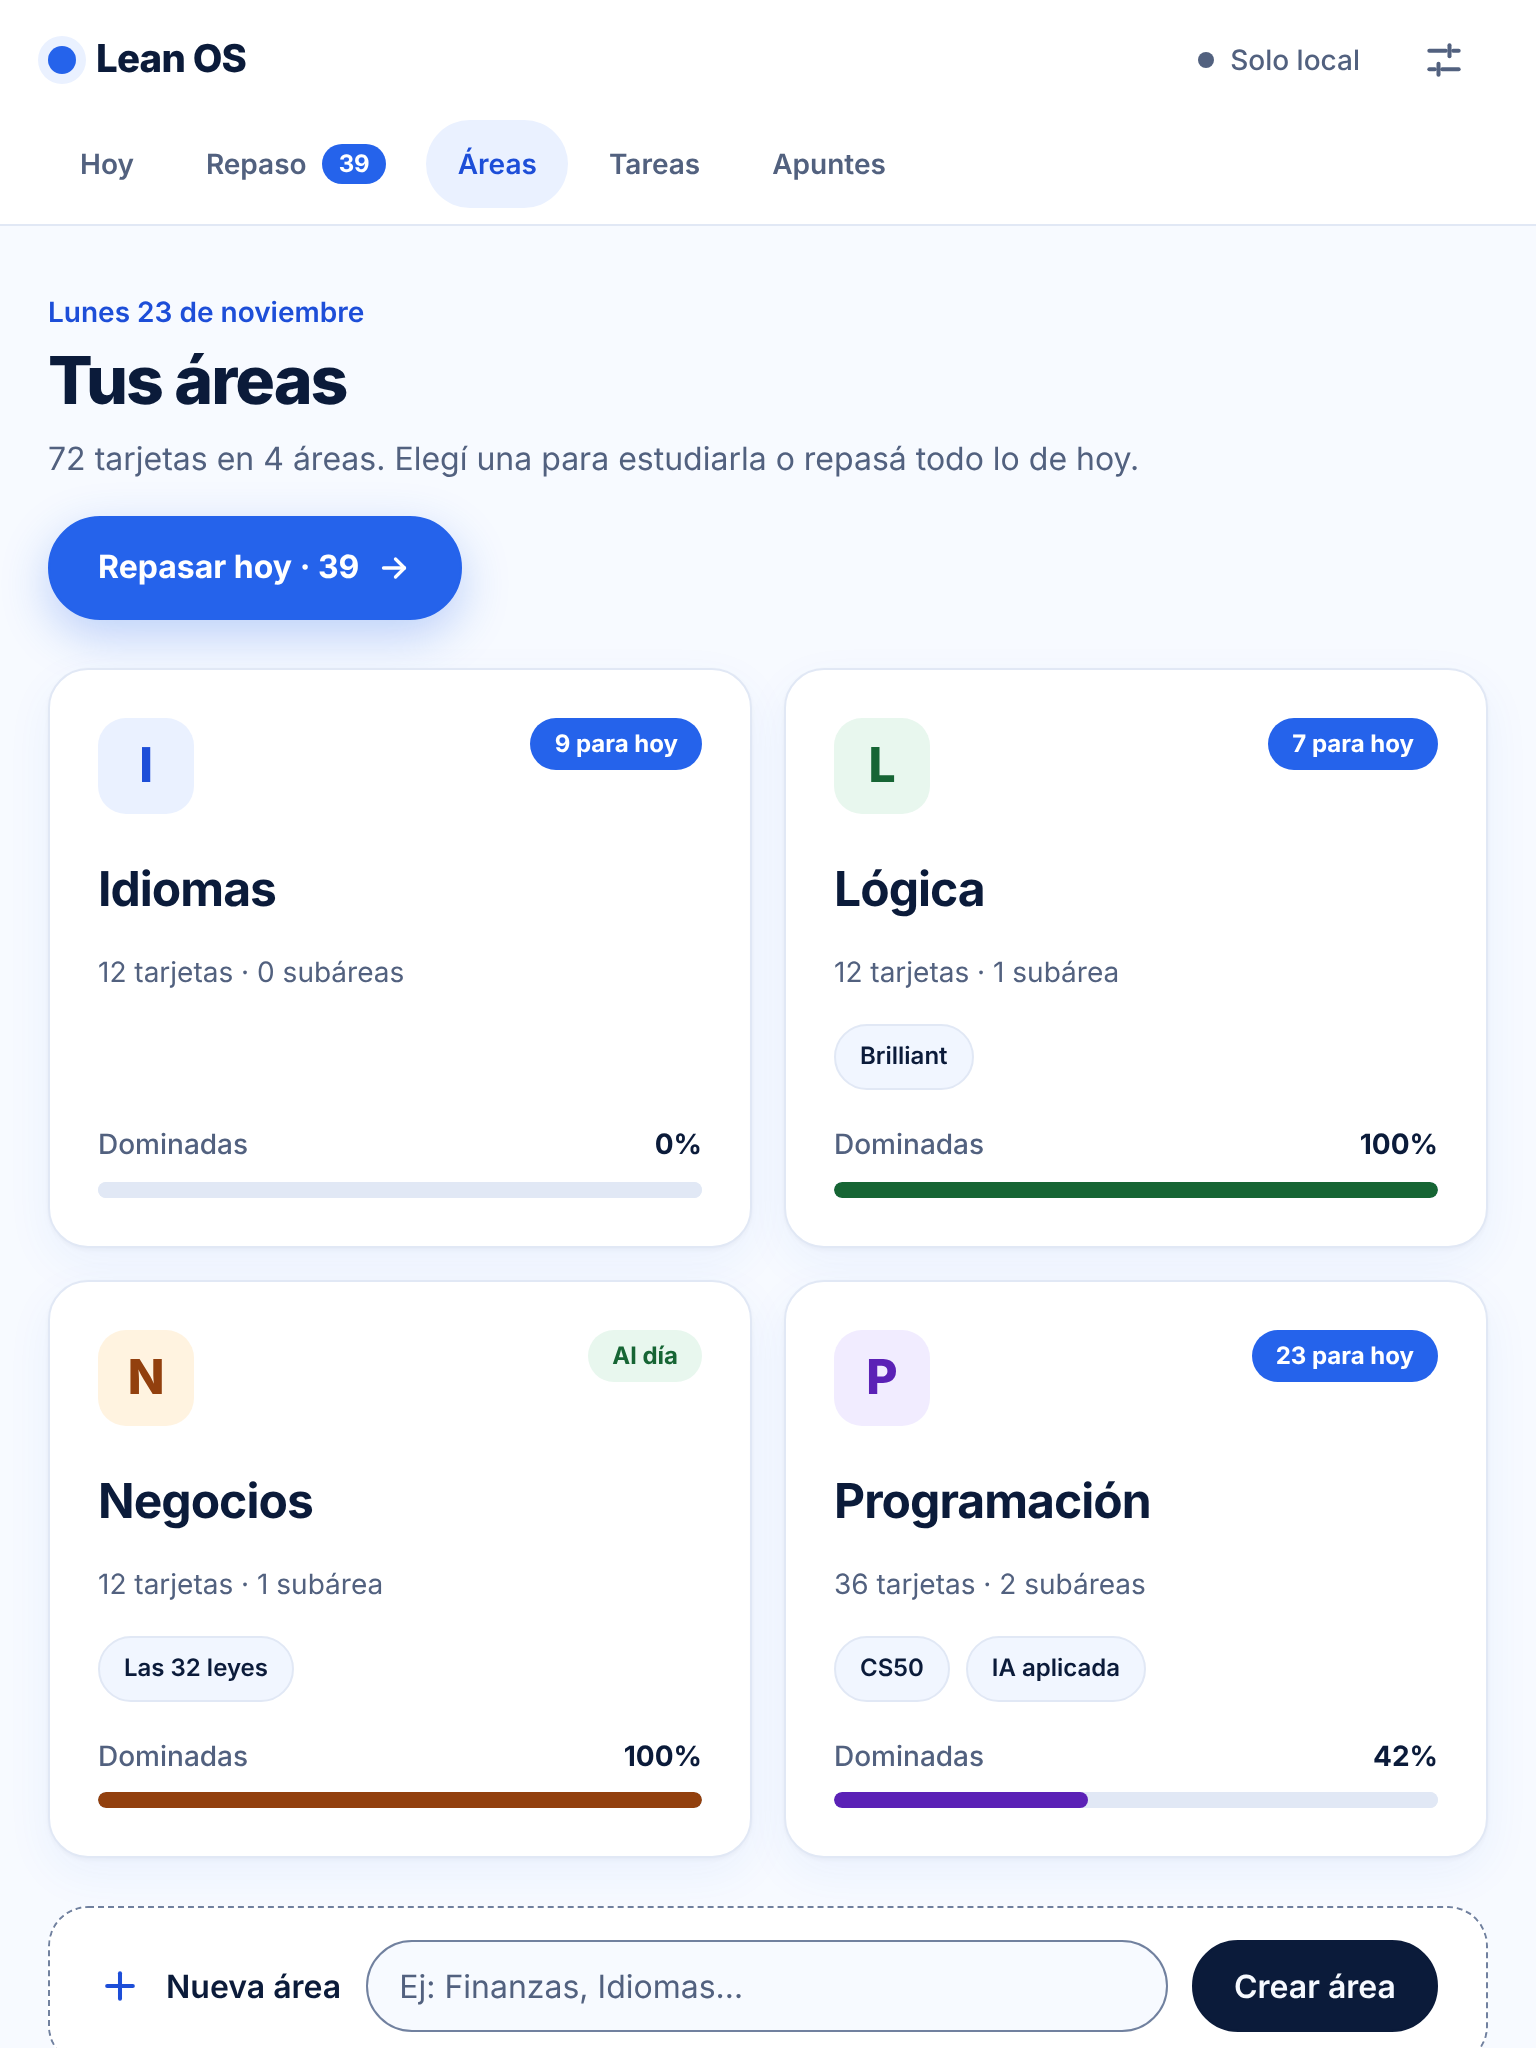 Lean OS
Solo local
Hoy
Repaso 39
Áreas
Tareas
Apuntes
Lunes 23 de noviembre
Tus áreas
72 tarjetas en 4 áreas. Elegí una para estudiarla o repasá todo lo de hoy.
Repasar hoy · 39 →
I
9 para hoy
Idiomas
12 tarjetas · 0 subáreas
Dominadas 0%
L
7 para hoy
Lógica
12 tarjetas · 1 subárea
Brilliant
Dominadas 100%
N
Al día
Negocios
12 tarjetas · 1 subárea
Las 32 leyes
Dominadas 100%
P
23 para hoy
Programación
36 tarjetas · 2 subáreas
CS50
IA aplicada
Dominadas 42%
+ Nueva área
Ej: Finanzas, Idiomas...
Crear área